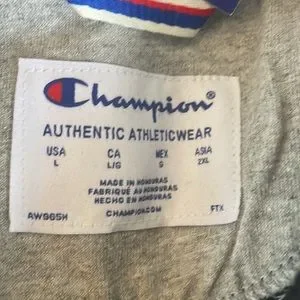 Champion
AUTHENTIC ATHLETICWEAR
USA CA MEX ASIA
L L/G G 2XL
MADE IN HONDURAS
FABRIQUÉ AU HONDURAS
HECHO EN HONDURAS
AW965H CHAMPION.COM FTX